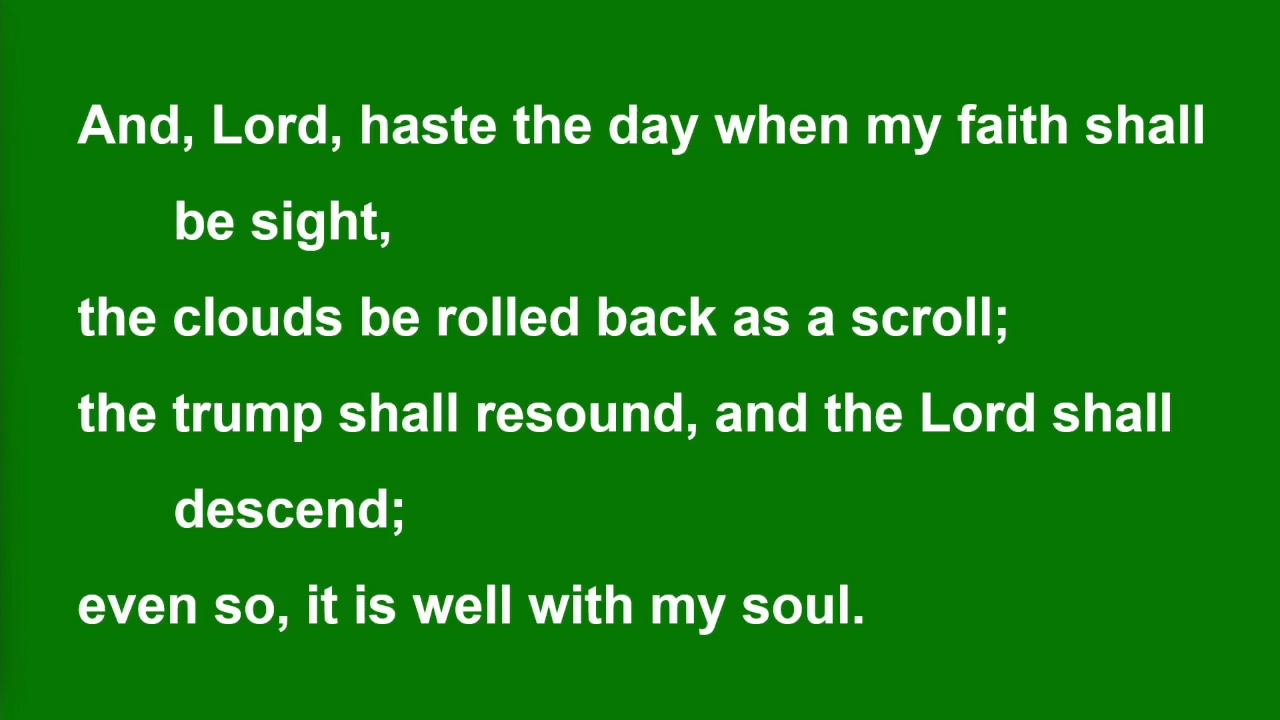 And, Lord, haste the day when my faith shall
be sight,
the clouds be rolled back as a scroll;
the trump shall resound, and the Lord shall
descend;
even so, it is well with my soul.